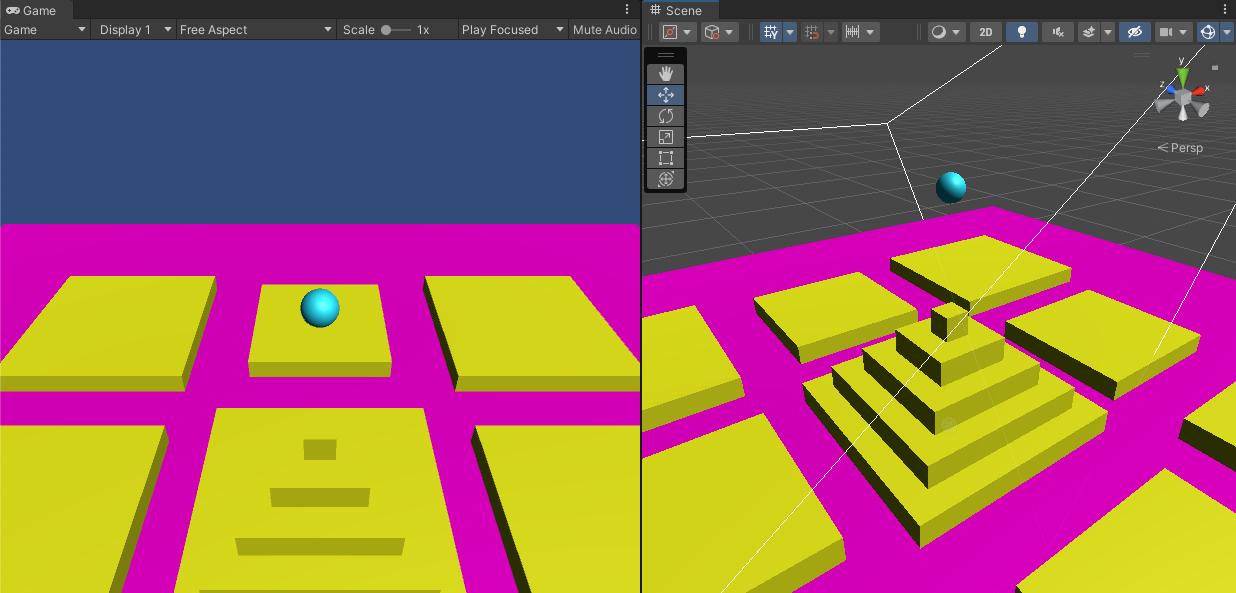 Game
Game Display 1 Free Aspect Scale 1x Play Focused Mute Audio
Scene
2D
y
z x
Persp